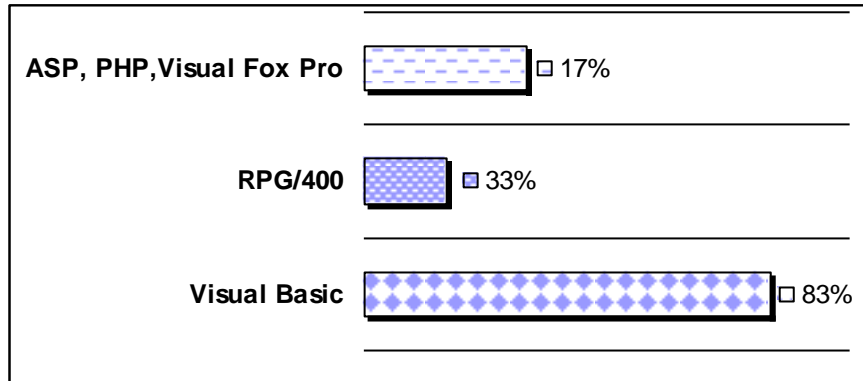 ASP, PHP,Visual Fox Pro 17%
RPG/400 33%
Visual Basic 83%